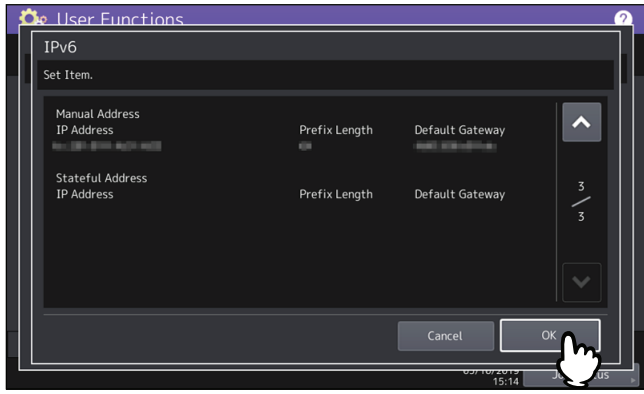 User Functions
?
IPv6
Set Item.
Manual Address
IP Address Prefix Length Default Gateway
Stateful Address
IP Address Prefix Length Default Gateway
3
3
Cancel OK
15:14